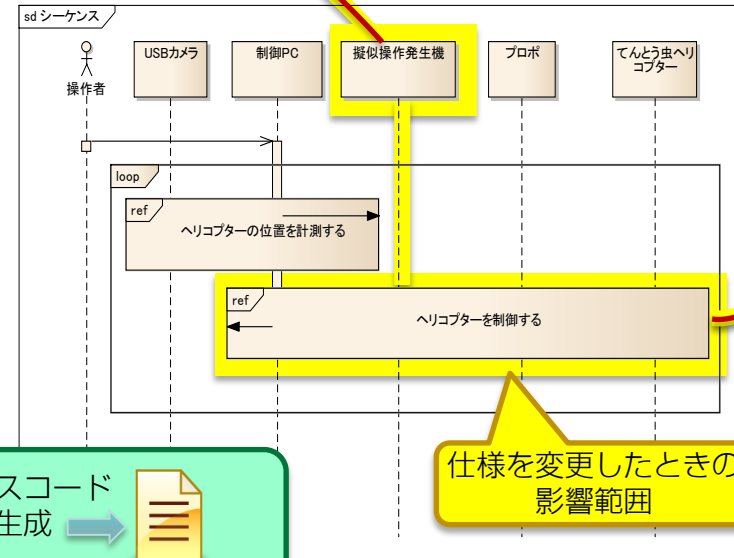 sd シーケンス
操作者
USBカメラ
制御PC
擬似操作発生機
プロポ
てんとう虫ヘリ
コプター
loop
ref
ヘリコプターの位置を計測する
ref
ヘリコプターを制御する
仕様を変更したときの
影響範囲
スコード
生成